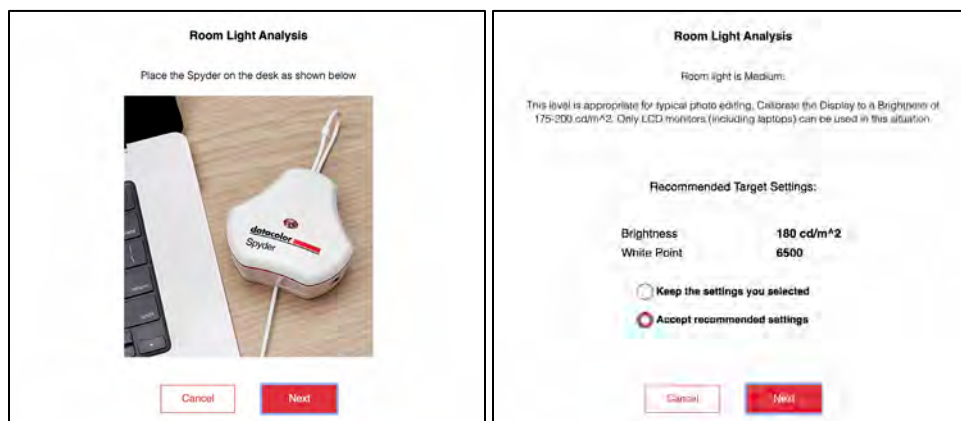 Room Light Analysis
Place the Spyder on the desk as shown below
datacolor
Spyder
Cancel
Next
Room Light Analysis
Room light is Medium:
This level is appropriate for typical photo editing. Calibrate the Display to a Brightness of
175-200 cd/m^2. Only LCD monitors (including laptops) can be used in this situation.
Recommended Target Settings:
Brightness 180 cd/m^2
White Point 6500
Keep the settings you selected
Accept recommended settings
Cancel
Next